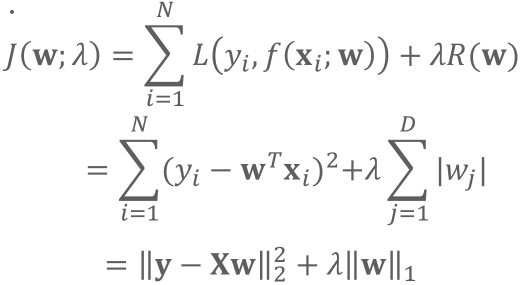 .
J(𝐰; λ) = ∑_{i=1}^{N} L(y_i, f(𝐱_i; 𝐰)) + λR(𝐰)
= ∑_{i=1}^{N} (y_i − 𝐰^T 𝐱_i)^2 + λ ∑_{j=1}^{D} |w_j|
= ‖𝐲 − 𝐗𝐰‖_2^2 + λ‖𝐰‖_1